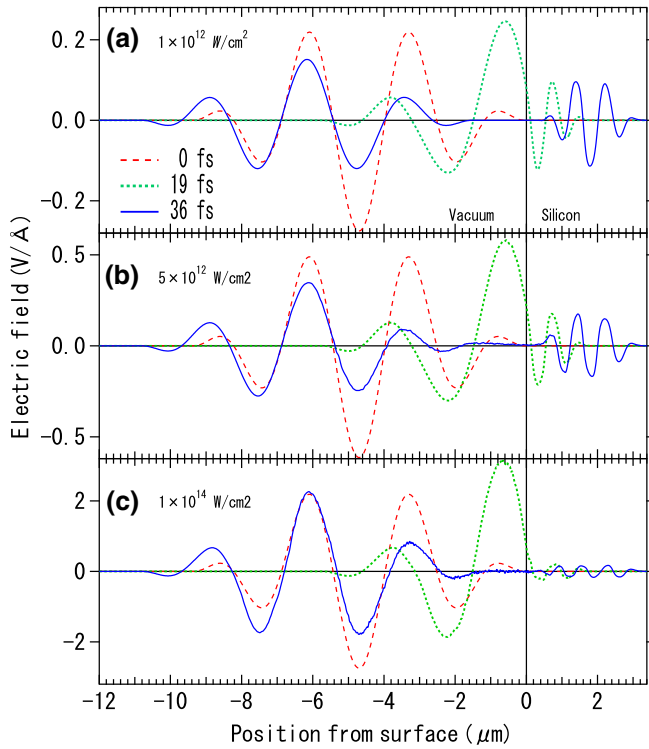 (a) 1×10¹² W/cm²
0.2
0.0
-0.2
0 fs
19 fs
36 fs
Vacuum Silicon
(b) 5×10¹² W/cm2
0.5
0.0
-0.5
Electric field (V/Å)
(c) 1×10¹⁴ W/cm2
2
0
-2
-12 -10 -8 -6 -4 -2 0 2
Position from surface (μm)